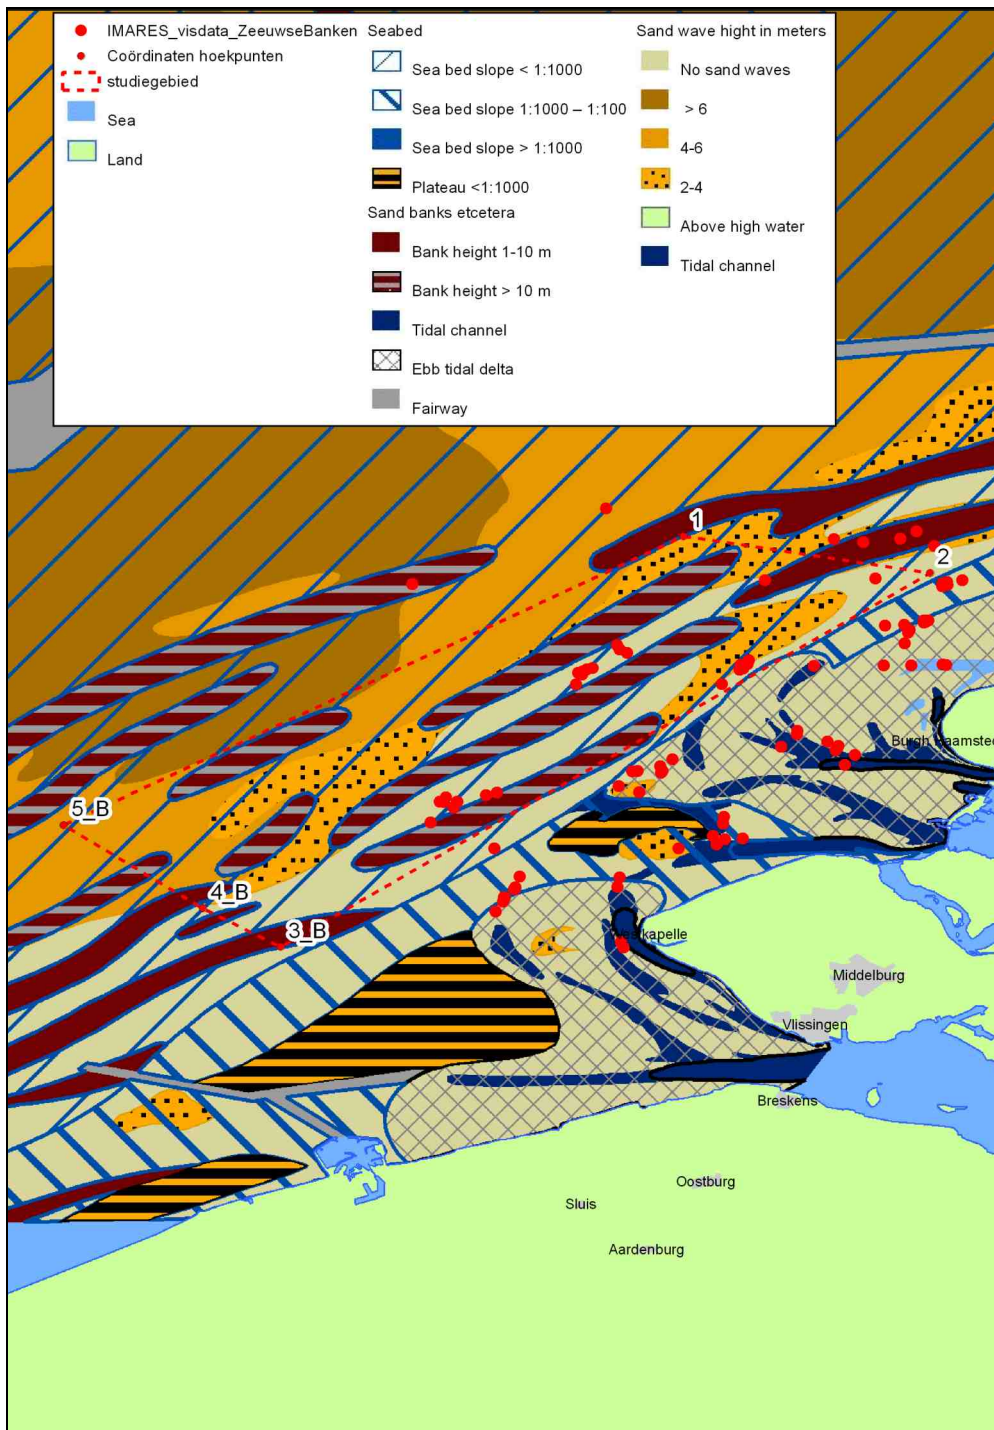 IMARES_visdata_ZeeuwseBanken
Coördinaten hoekpunten
studiegebied
Sea
Land
Seabed
Sea bed slope < 1:1000
Sea bed slope 1:1000 – 1:100
Sea bed slope > 1:1000
Plateau <1:1000
Sand banks etcetera
Bank height 1-10 m
Bank height > 10 m
Tidal channel
Ebb tidal delta
Fairway
Sand wave hight in meters
No sand waves
> 6
4-6
2-4
Above high water
Tidal channel
1
2
5_B
4_B
3_B
Burgh
Middelburg
Vlissingen
Breskens
Oostburg
Sluis
Aardenburg